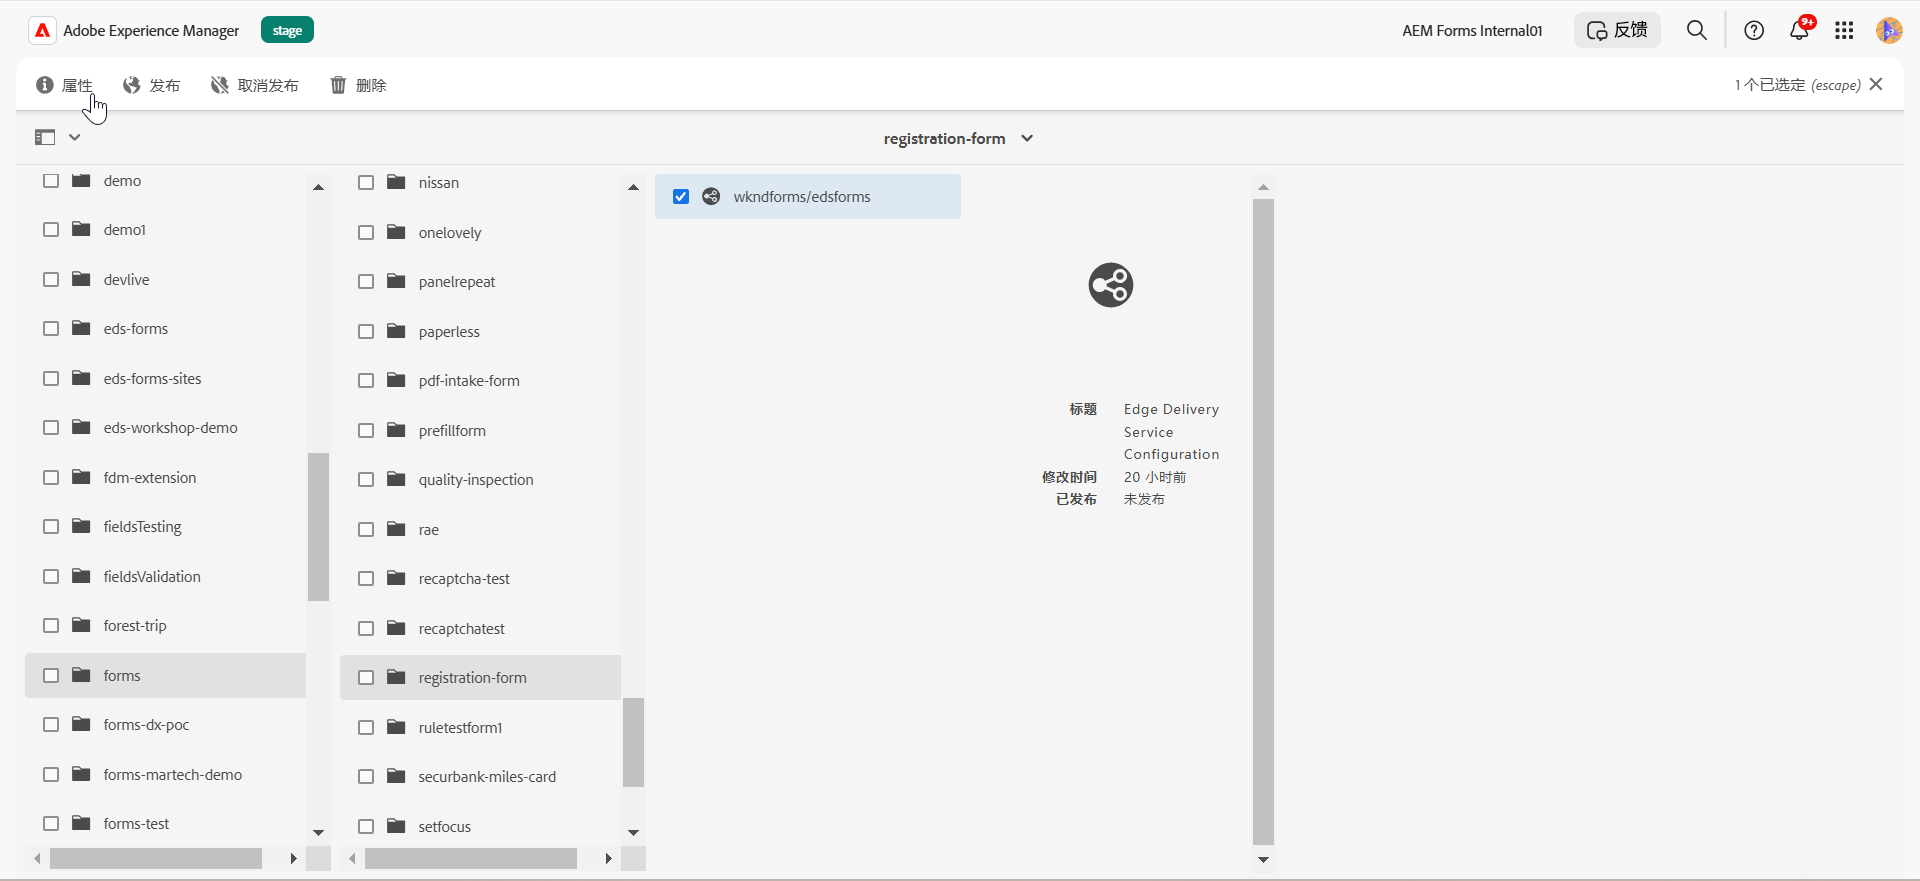 Adobe Experience Manager
stage
AEM Forms Internal01
反馈
9+
属性
发布
取消发布
删除
1 个已选定 (escape)
registration-form
demo
demo1
devlive
eds-forms
eds-forms-sites
eds-workshop-demo
fdm-extension
fieldsTesting
fieldsValidation
forest-trip
forms
forms-dx-poc
forms-martech-demo
forms-test
nissan
onelovely
panelrepeat
paperless
pdf-intake-form
prefillform
quality-inspection
rae
recaptcha-test
recaptchatest
registration-form
ruletestform1
securbank-miles-card
setfocus
wkndforms/edsforms
标题 Edge Delivery
Service
Configuration
修改时间 20 小时前
已发布 未发布